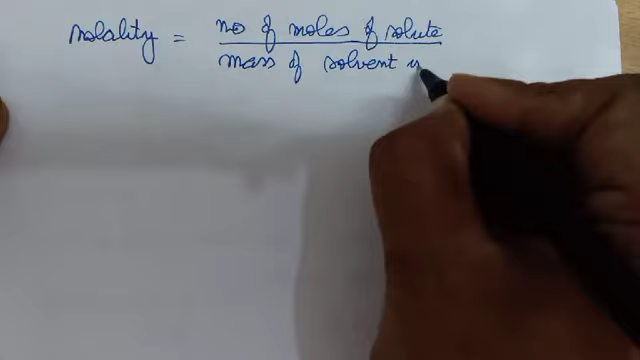 molality = no of moles of solute
mass of solvent